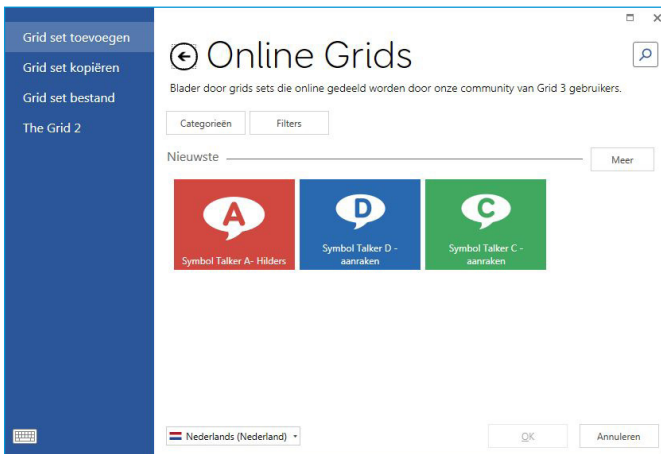 Grid set toevoegen
Grid set kopiëren
Grid set bestand
The Grid 2
Online Grids
Blader door grids sets die online gedeeld worden door onze community van Grid 3 gebruikers.
Categorieën
Filters
Nieuwste
Meer
A
Symbol Talker A- Hilders
D
Symbol Talker D -
aanraken
C
Symbol Talker C -
aanraken
Nederlands (Nederland)
OK
Annuleren